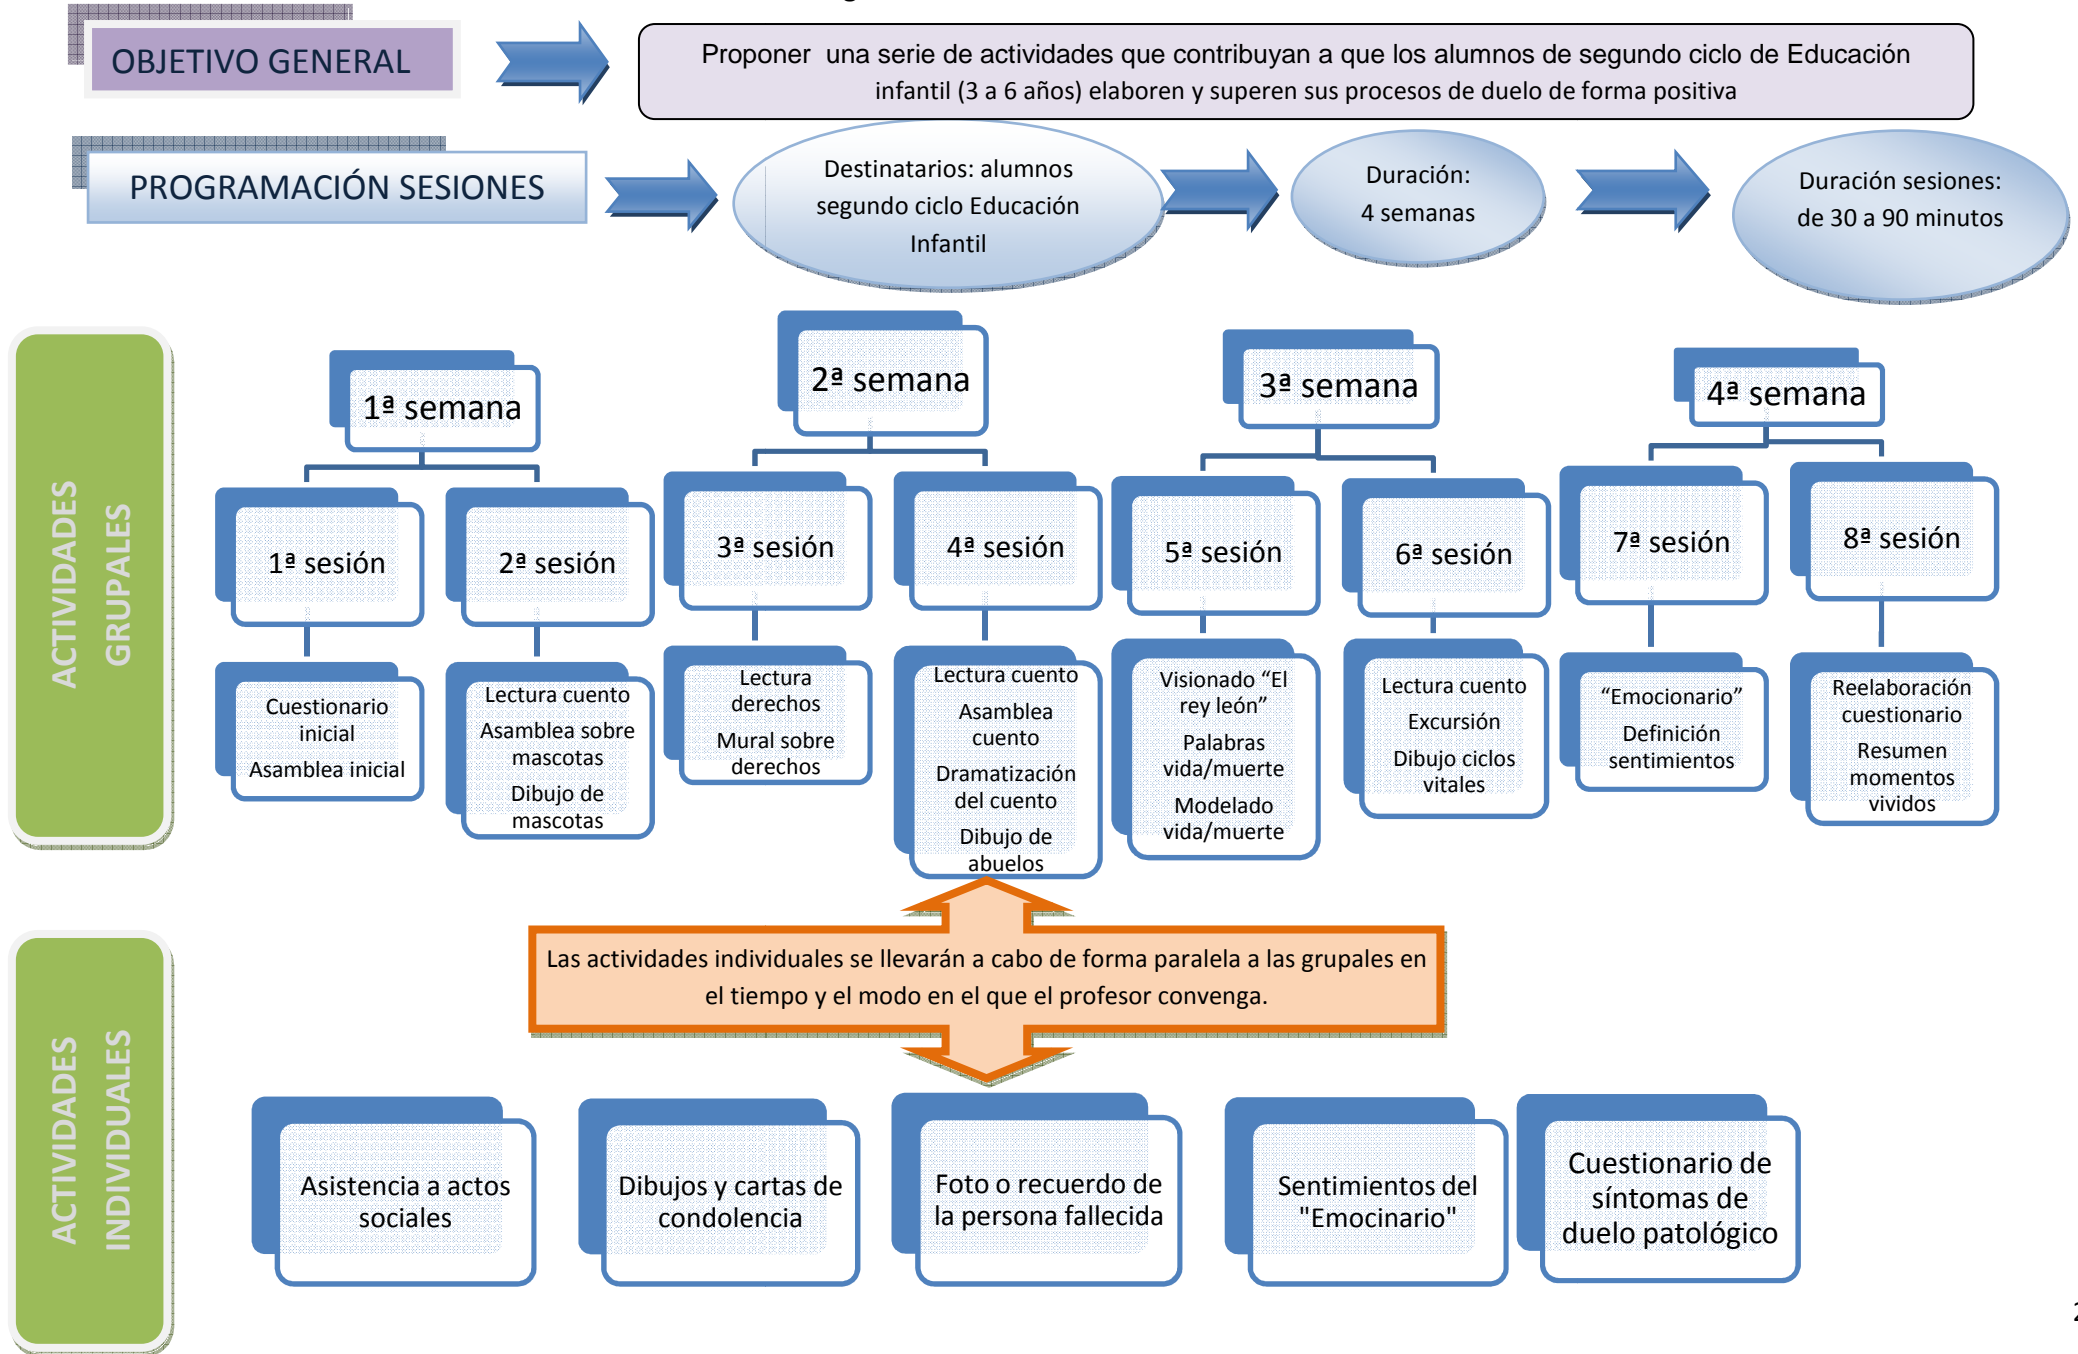 OBJETIVO GENERAL
Proponer una serie de actividades que contribuyan a que los alumnos de segundo ciclo de Educación
infantil (3 a 6 años) elaboren y superen sus procesos de duelo de forma positiva
PROGRAMACIÓN SESIONES
Destinatarios: alumnos
segundo ciclo Educación
Infantil
Duración:
4 semanas
Duración sesiones:
de 30 a 90 minutos
ACTIVIDADES
GRUPALES
1ª semana
2ª semana
3ª semana
4ª semana
1ª sesión
2ª sesión
3ª sesión
4ª sesión
5ª sesión
6ª sesión
7ª sesión
8ª sesión
Cuestionario
inicial
Asamblea inicial
Lectura cuento
Asamblea sobre
mascotas
Dibujo de
mascotas
Lectura
derechos
Mural sobre
derechos
Lectura cuento
Asamblea
cuento
Dramatización
del cuento
Dibujo de
abuelos
Visionado “El
rey león”
Palabras
vida/muerte
Modelado
vida/muerte
Lectura cuento
Excursión
Dibujo ciclos
vitales
“Emocionario”
Definición
sentimientos
Reelaboración
cuestionario
Resumen
momentos
vividos
Las actividades individuales se llevarán a cabo de forma paralela a las grupales en
el tiempo y el modo en el que el profesor convenga.
ACTIVIDADES
INDIVIDUALES
Asistencia a actos
sociales
Dibujos y cartas de
condolencia
Foto o recuerdo de
la persona fallecida
Sentimientos del
"Emocinario"
Cuestionario de
síntomas de
duelo patológico